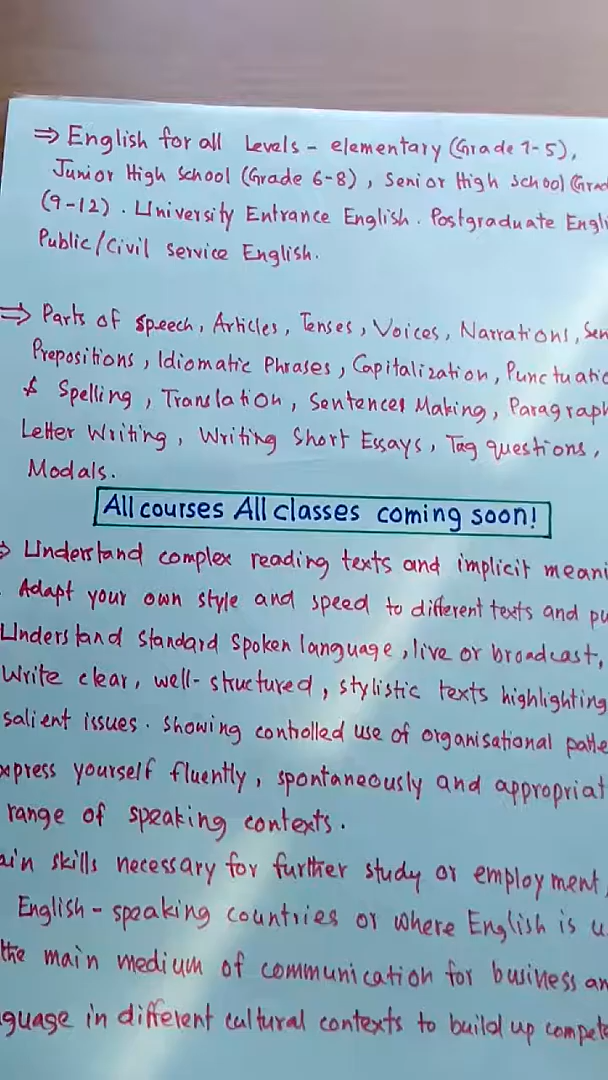 ⇒ English for all Levels - elementary (Grade 1-5),
Junior High School (Grade 6-8), Senior High School
(9-12). University Entrance English. Postgraduate
Public/Civil service English.
⇒ Parts of speech, Articles, Tenses, Voices, Narrations,
Prepositions, Idiomatic Phrases, Capitalization,
& Spelling, Translation, Sentences Making,
Letter Writing, Writing Short Essays, Tag questions,
Modals.
All courses All classes coming soon!
Understand complex reading texts and implicit
Adapt your own style and speed to different texts and
Understand standard spoken language, live or broadcast,
Write clear, well-structured, stylistic texts highlighting
salient issues. Showing controlled use of organisational
yourself fluently, spontaneously and
range of speaking contexts.
skills necessary for further study or employment,
English-speaking countries or where English is
the main medium of communication for business
in different cultural contexts to build up